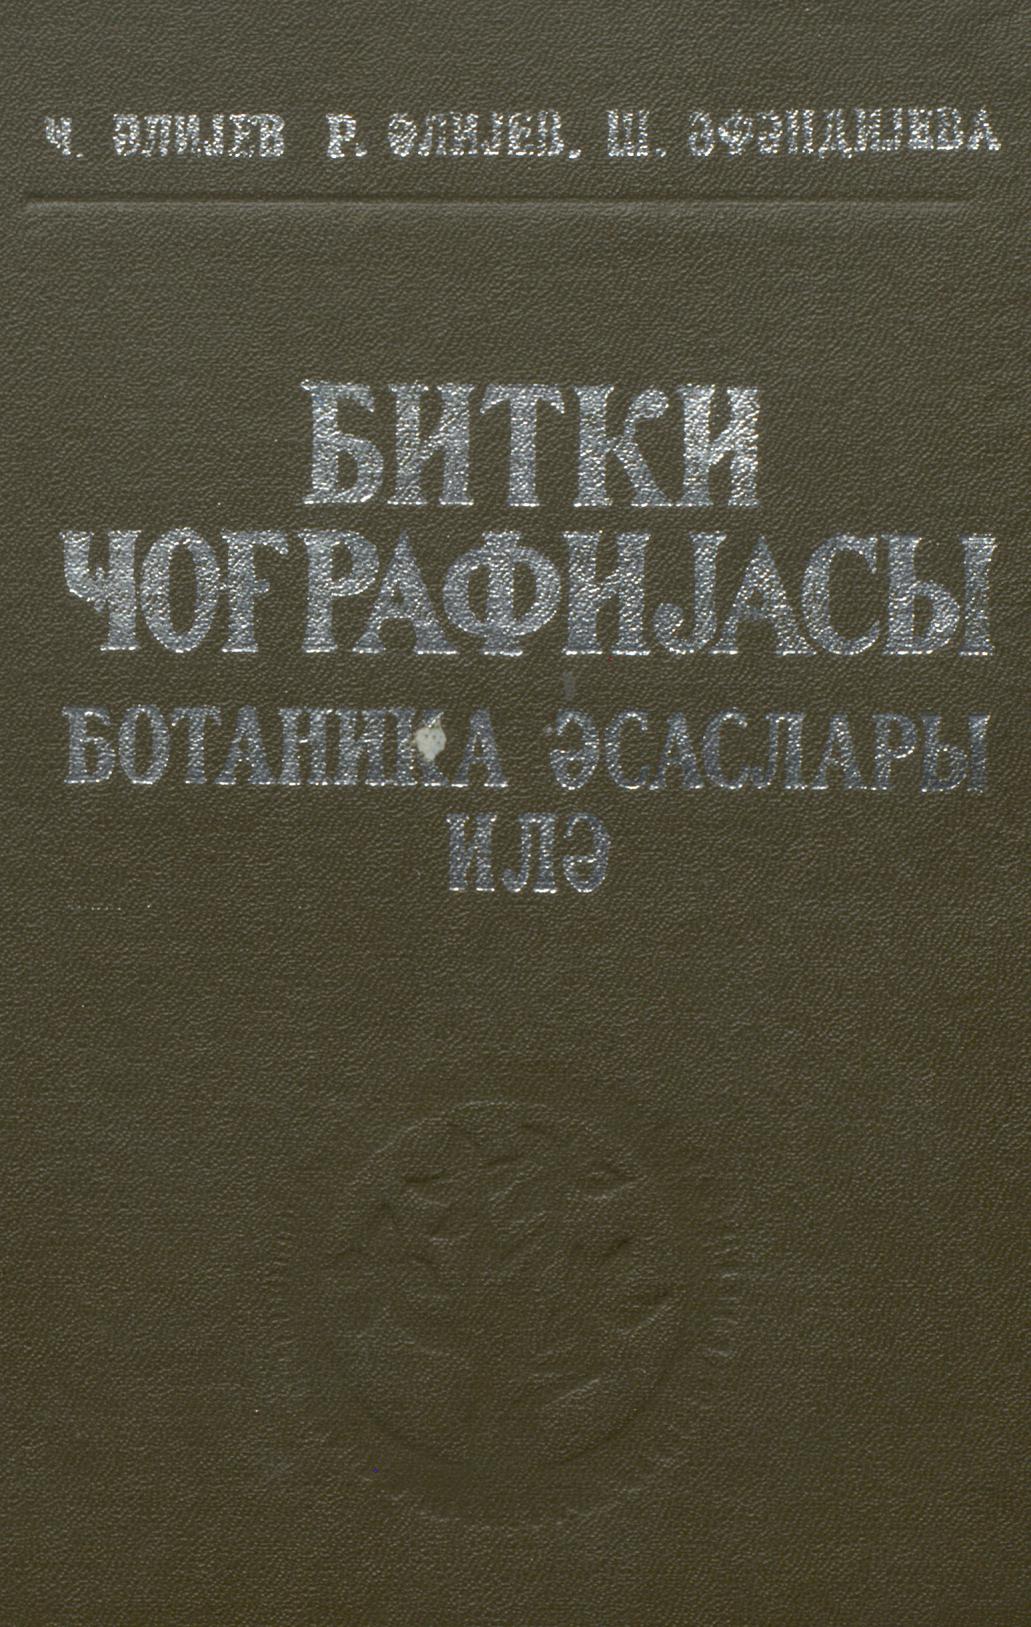 Ҹ. ӘЛИЈЕВ Р. ӘЛИЈЕВ, Ш. ӘФӘНДИЈЕВА
БИТКИ
ҸОҒРАФИЈАСЫ
БОТАНИКА ӘСАСЛАРЫ
ИЛӘ